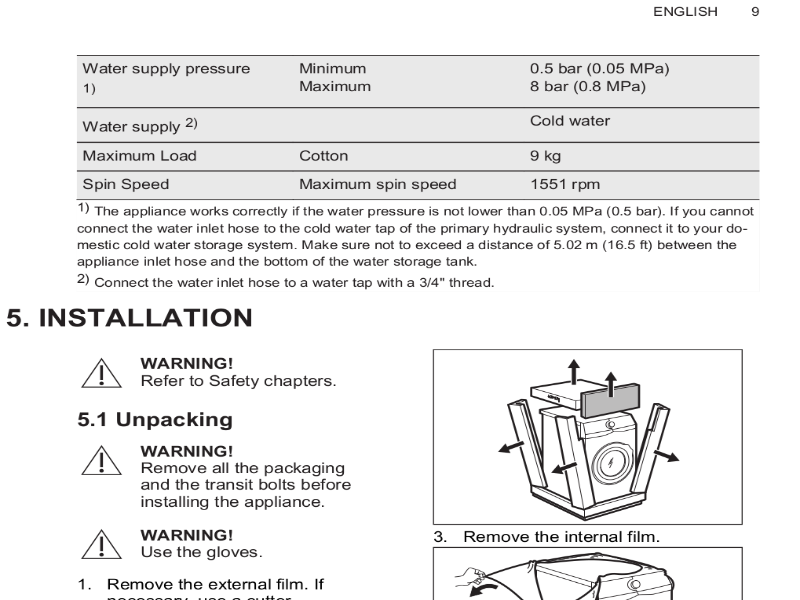 ENGLISH 9
Water supply pressure Minimum 0.5 bar (0.05 MPa)
1) Maximum 8 bar (0.8 MPa)
Water supply 2) Cold water
Maximum Load Cotton 9 kg
Spin Speed Maximum spin speed 1551 rpm
1) The appliance works correctly if the water pressure is not lower than 0.05 MPa (0.5 bar). If you cannot
connect the water inlet hose to the cold water tap of the primary hydraulic system, connect it to your do-
mestic cold water storage system. Make sure not to exceed a distance of 5.02 m (16.5 ft) between the
appliance inlet hose and the bottom of the water storage tank.
2) Connect the water inlet hose to a water tap with a 3/4" thread.
5. INSTALLATION
WARNING!
Refer to Safety chapters.
5.1 Unpacking
WARNING!
Remove all the packaging
and the transit bolts before
installing the appliance.
WARNING!
Use the gloves.
1. Remove the external film. If
necessary, use a cutter.
3. Remove the internal film.